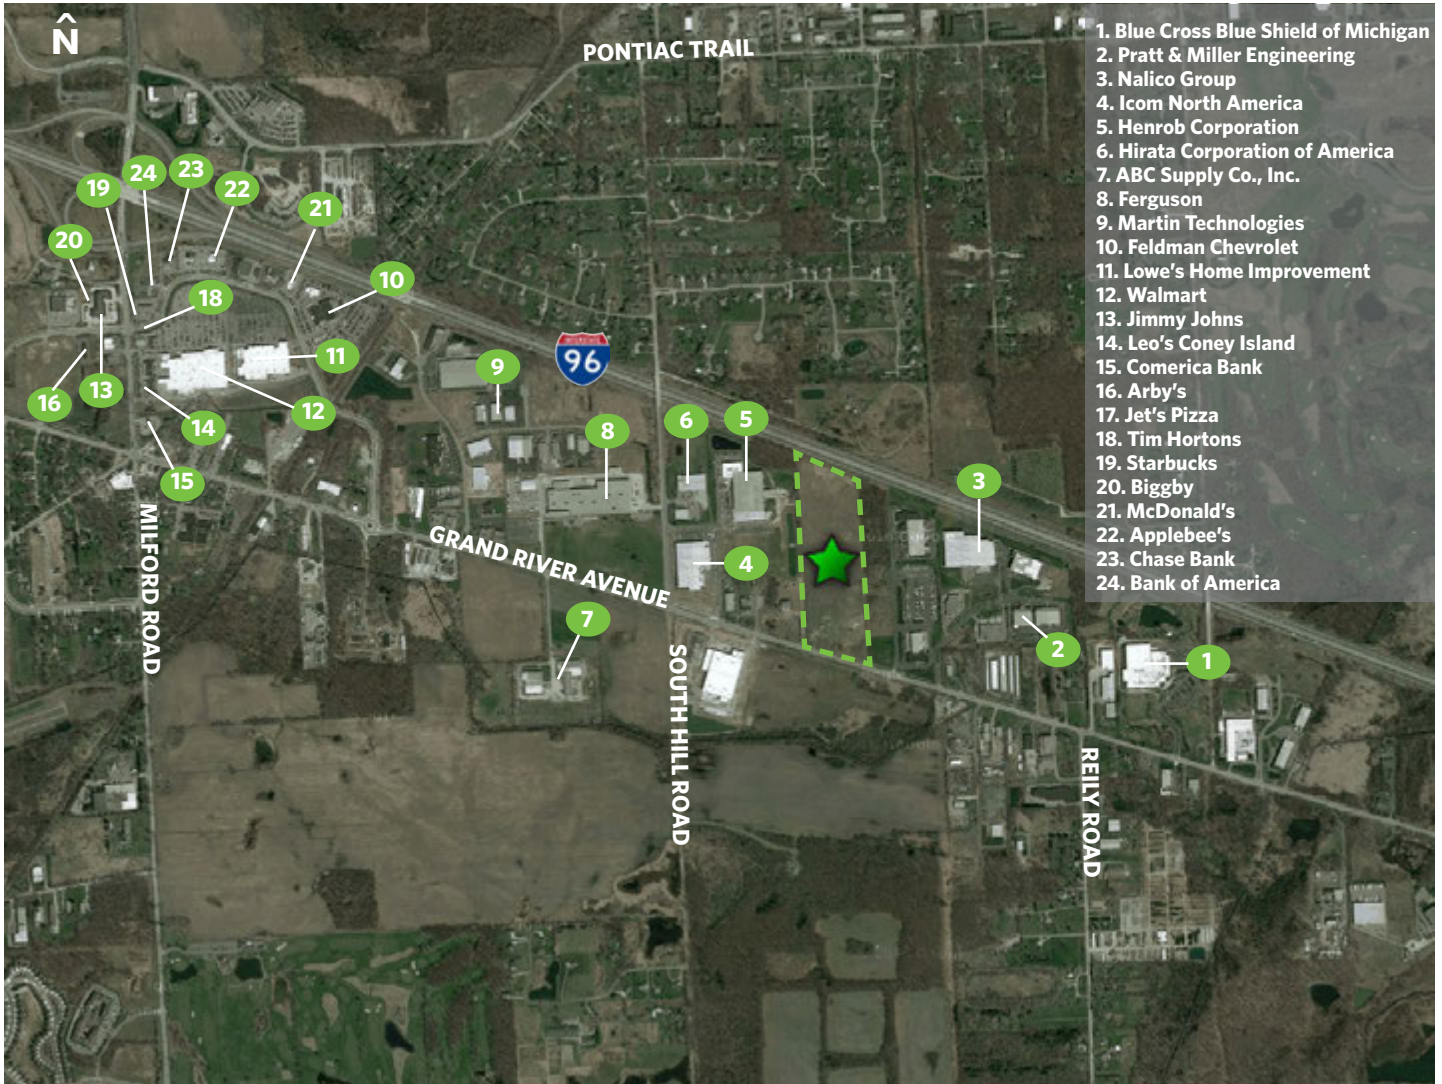 N
PONTIAC TRAIL
1. Blue Cross Blue Shield of Michigan
2. Pratt & Miller Engineering
3. Nalico Group
4. Icom North America
5. Henrob Corporation
6. Hirata Corporation of America
7. ABC Supply Co., Inc.
8. Ferguson
9. Martin Technologies
10. Feldman Chevrolet
11. Lowe's Home Improvement
12. Walmart
13. Jimmy Johns
14. Leo's Coney Island
15. Comerica Bank
16. Arby's
17. Jet's Pizza
18. Tim Hortons
19. Starbucks
20. Biggby
21. McDonald's
22. Applebee's
23. Chase Bank
24. Bank of America
24
23
19
22
21
20
10
18
96
11
9
13
16
12
14
8
6
5
15
3
MILFORD ROAD
GRAND RIVER AVENUE
4
7
2
1
SOUTH HILL ROAD
REILY ROAD